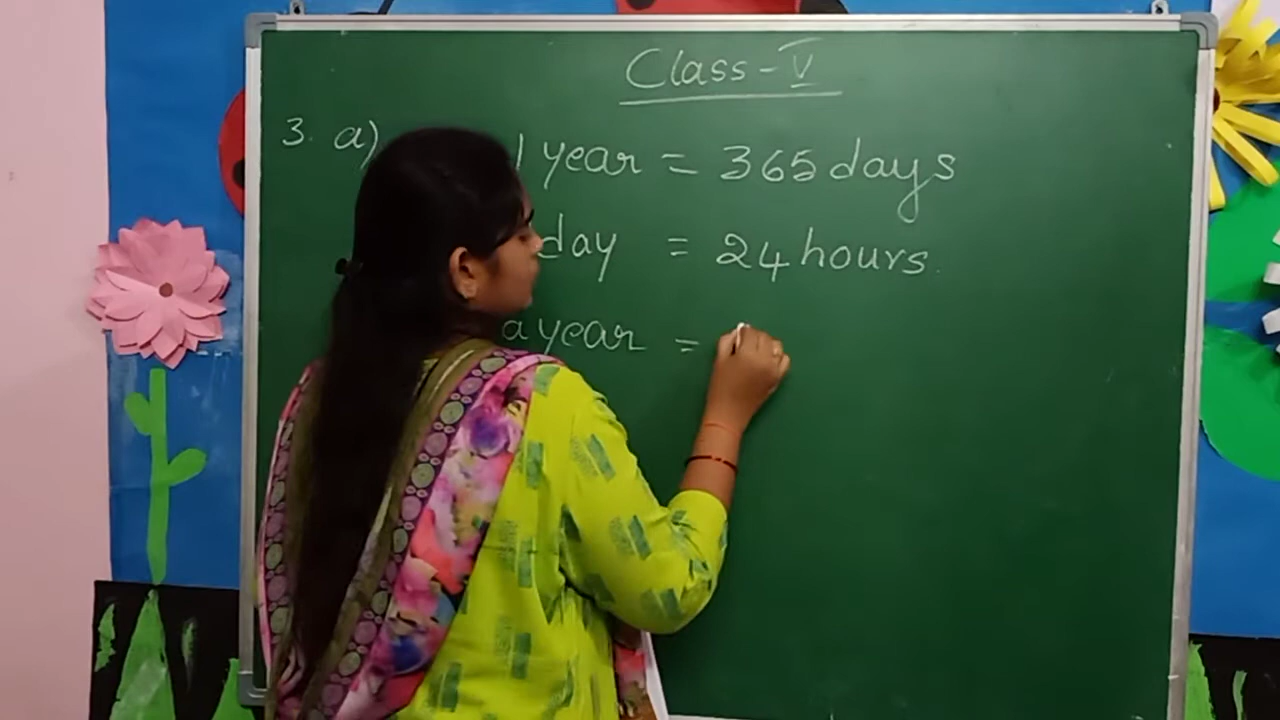 Class-V
3. a) 1 year = 365 days
day = 24 hours.
a year =